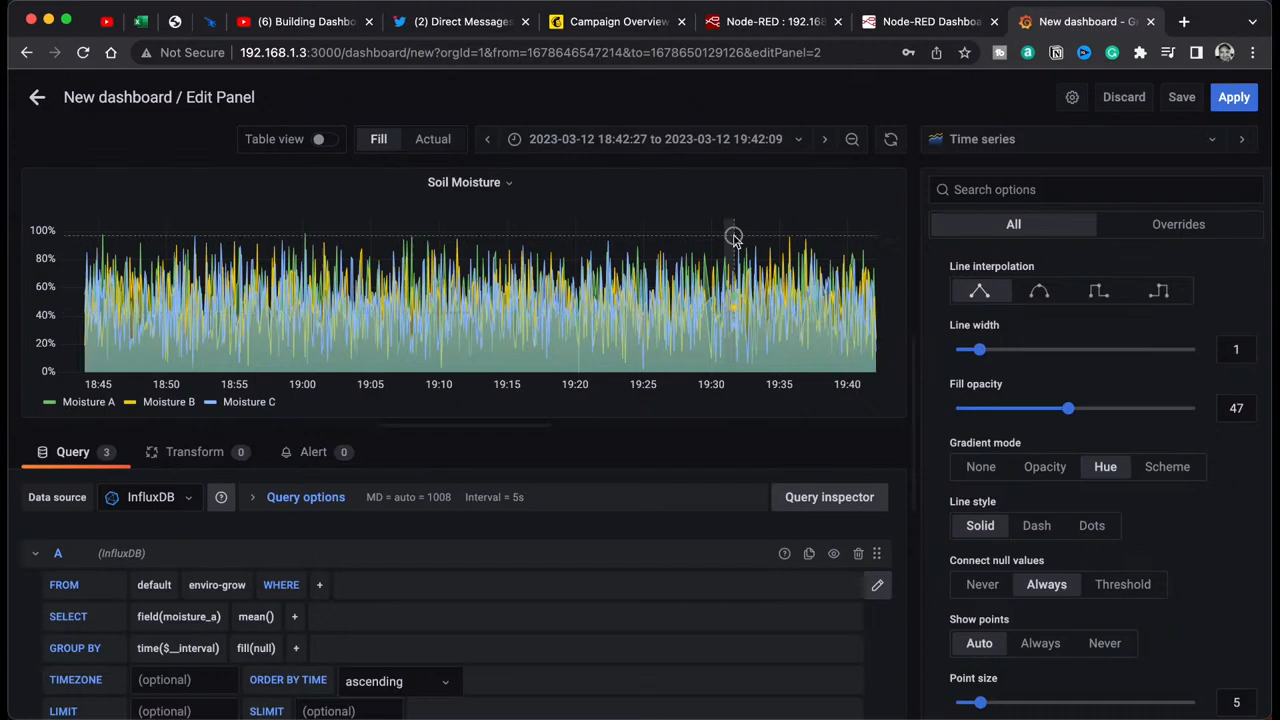 (6) Building Dashbo
(2) Direct Messages
Campaign Overview
Node-RED : 192.168
Node-RED Dashboa
New dashboard - G
Not Secure
192.168.1.3:3000/dashboard/new?orgId=1&from=1678646547214&to=1678650129126&editPanel=2
New dashboard / Edit Panel
Discard
Save
Apply
Table view
Fill
Actual
2023-03-12 18:42:27 to 2023-03-12 19:42:09
Time series
Soil Moisture
Search options
All
Overrides
100%
80%
60%
40%
20%
0%
18:45 18:50 18:55 19:00 19:05 19:10 19:15 19:20 19:25 19:30 19:35 19:40
Moisture A Moisture B Moisture C
Line interpolation
Line width
1
Fill opacity
47
Gradient mode
None Opacity Hue Scheme
Line style
Solid Dash Dots
Connect null values
Never Always Threshold
Show points
Auto Always Never
Point size
5
Query 3
Transform 0
Alert 0
Data source
InfluxDB
Query options
MD = auto = 1008
Interval = 5s
Query inspector
A
(InfluxDB)
FROM default enviro-grow WHERE +
SELECT field(moisture_a) mean() +
GROUP BY time($__interval) fill(null) +
TIMEZONE (optional) ORDER BY TIME ascending
LIMIT (optional) SLIMIT (optional)